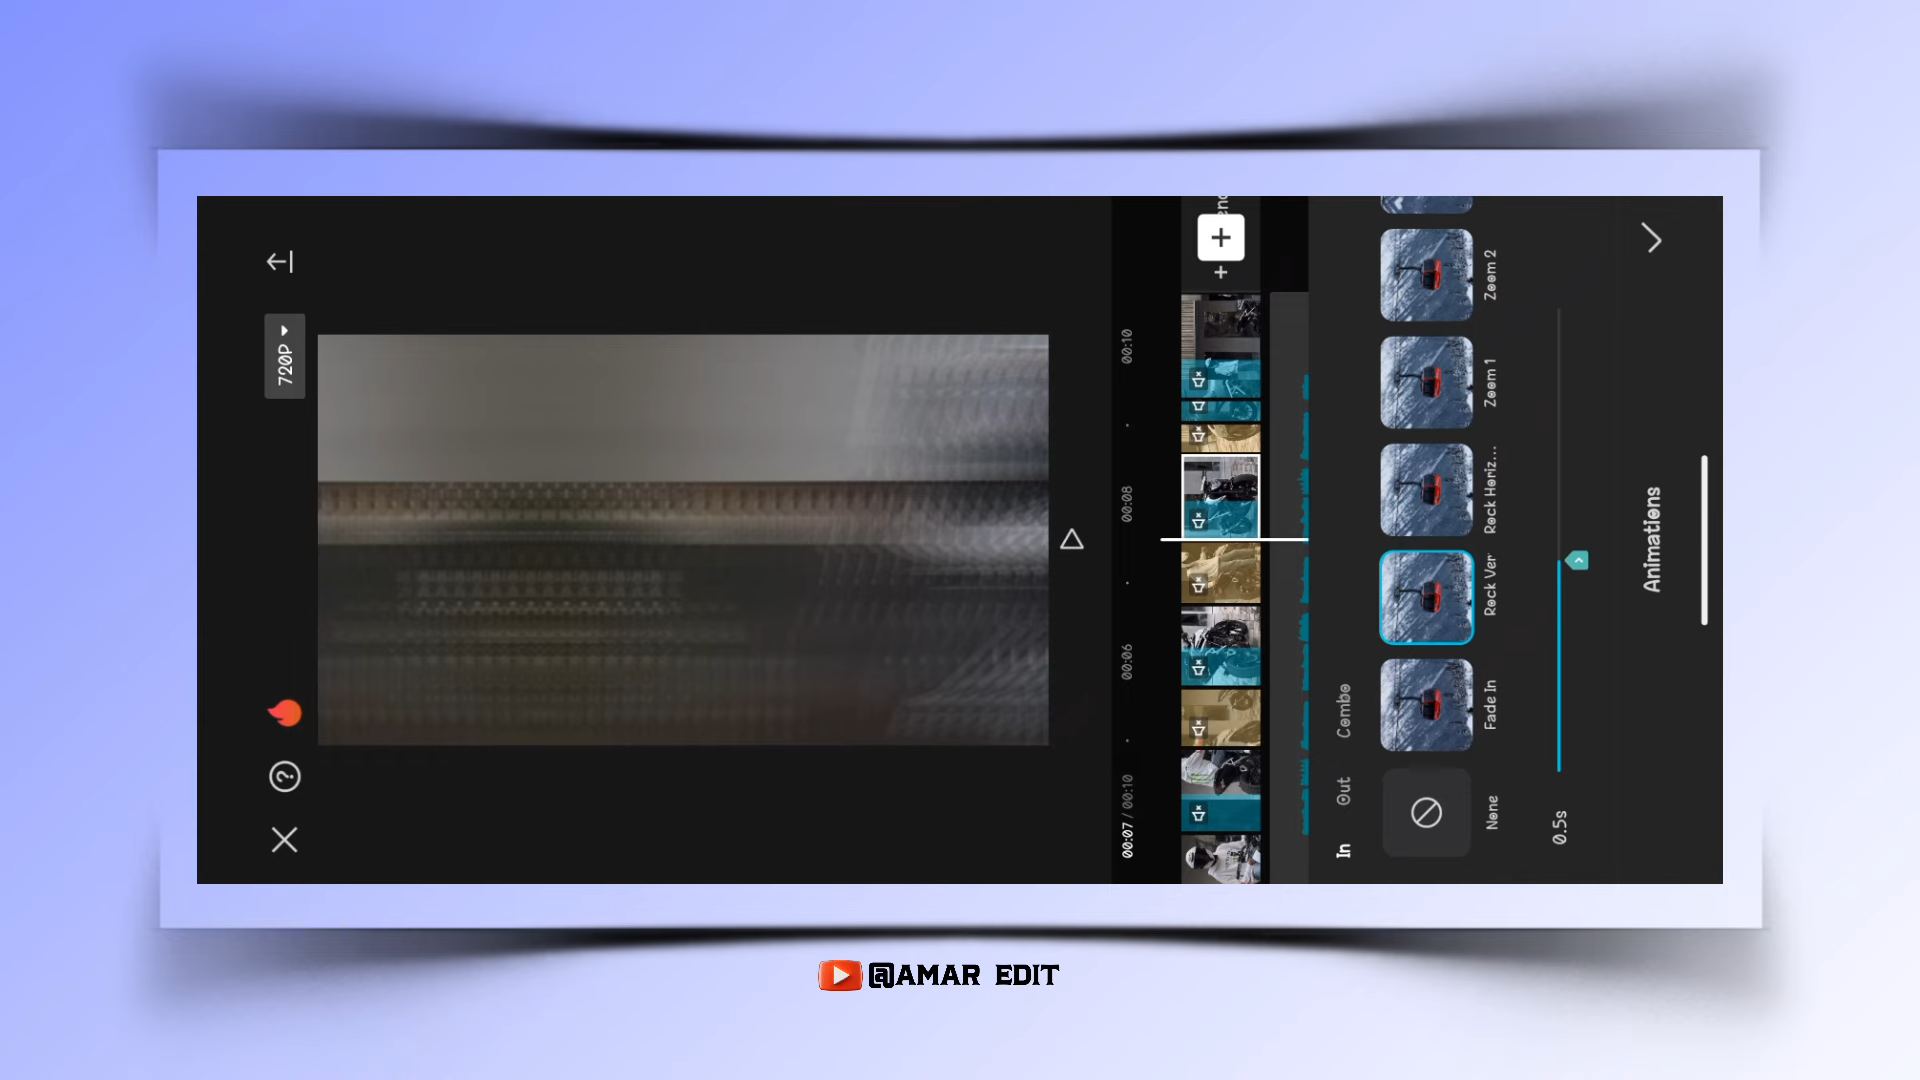 720P
00:07 / 00:10
00:06
00:08
00:10
In
Out
Combo
None
Fade In
Rock Ver
Rock Horiz...
Zoom 1
Zoom 2
0.5s
Animations
@AMAR EDIT